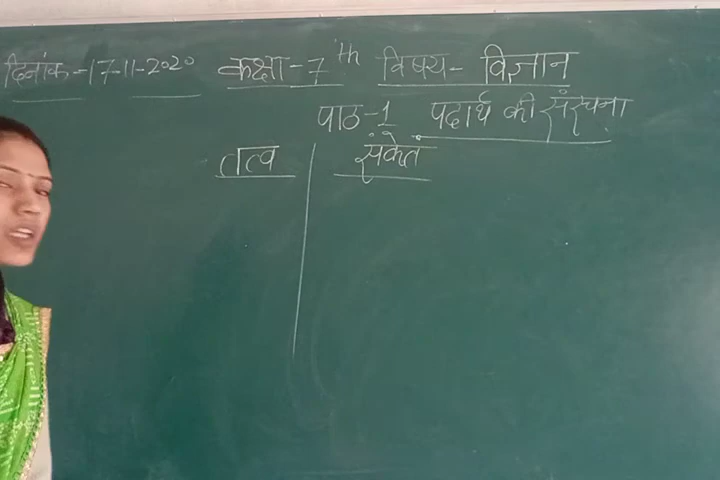 दिनांक-17-11-2020 कक्षा-7th विषय- विज्ञान
पाठ-1 पदार्थ की संरचना
तत्व संकेत